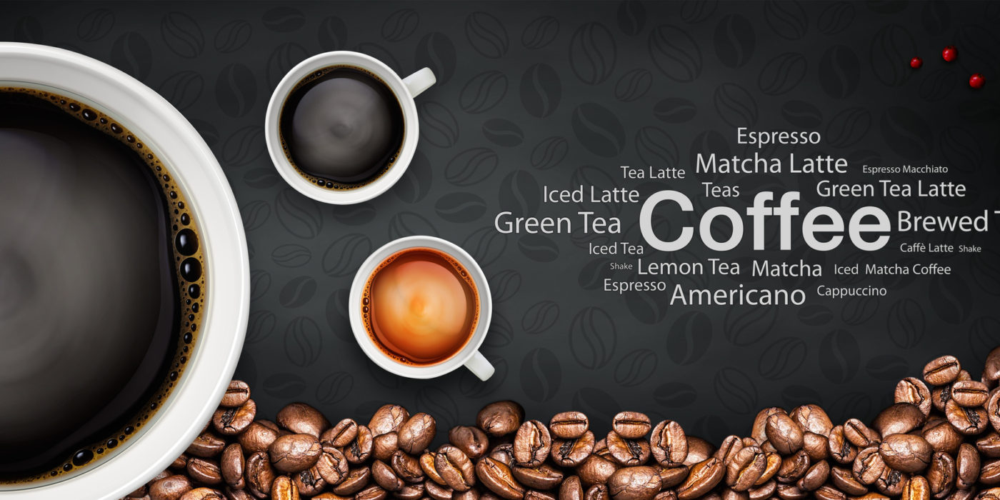 Espresso
Matcha Latte
Tea Latte
Espresso Macchiato
Iced Latte
Teas
Green Tea Latte
Green Tea
Coffee
Brewed T
Iced Tea
Caffè Latte
Shake
Shake
Lemon Tea
Matcha
Iced
Matcha Coffee
Espresso
Americano
Cappuccino